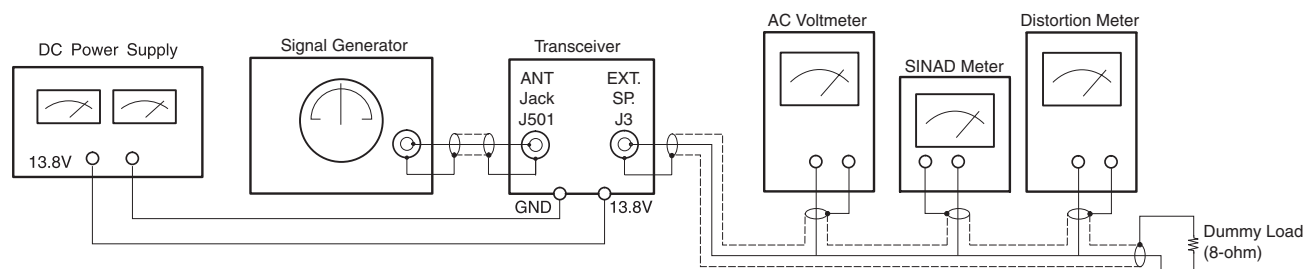 DC Power Supply
13.8V
Signal Generator
Transceiver
ANT
Jack
J501
EXT.
SP.
J3
GND
13.8V
AC Voltmeter
SINAD Meter
Distortion Meter
Dummy Load
(8-ohm)